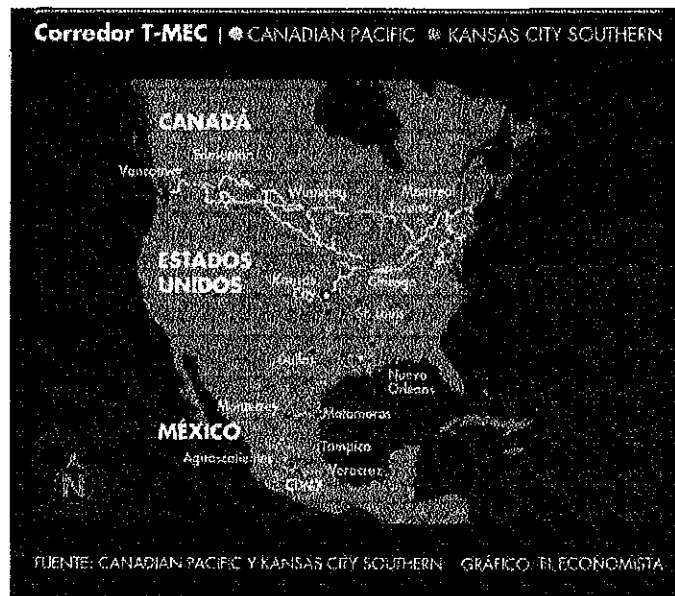 Corredor T-MEC | CANADIAN PACIFIC KANSAS CITY SOUTHERN
CANADÁ
Edmonton
Vancouver
Winnipeg
Montreal
ESTADOS
UNIDOS
Kansas
City
Chicago
St. Louis
Dallas
Nuevo
Orleans
Monterrey
Matamoros
MÉXICO
Tampico
Aguascalientes
Veracruz
CDMX
N
FUENTE: CANADIAN PACIFIC Y KANSAS CITY SOUTHERN GRÁFICO: EL ECONOMISTA